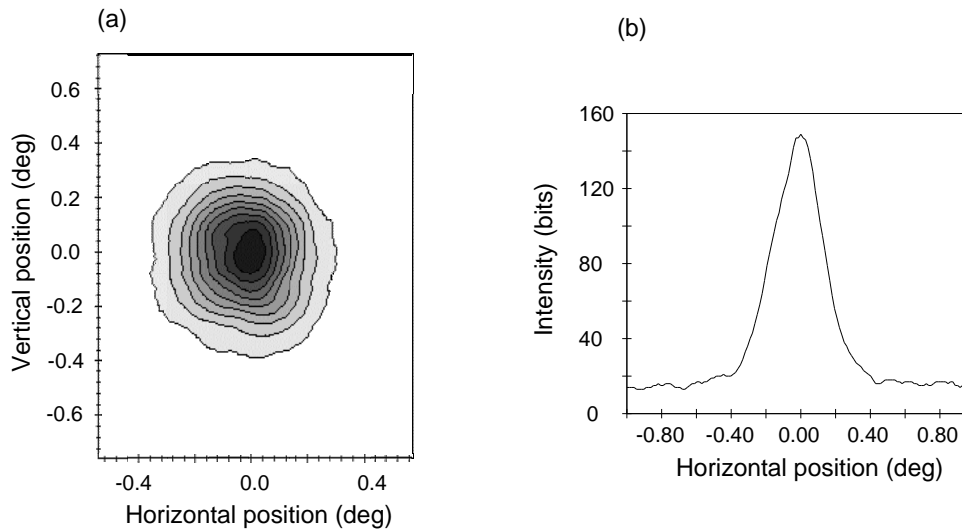 (a)
0.6
0.4
0.2
0.0
-0.2
-0.4
-0.6
Vertical position (deg)
-0.4 0.0 0.4
Horizontal position (deg)
(b)
160
120
80
40
0
Intensity (bits)
-0.80 -0.40 0.00 0.40 0.80
Horizontal position (deg)